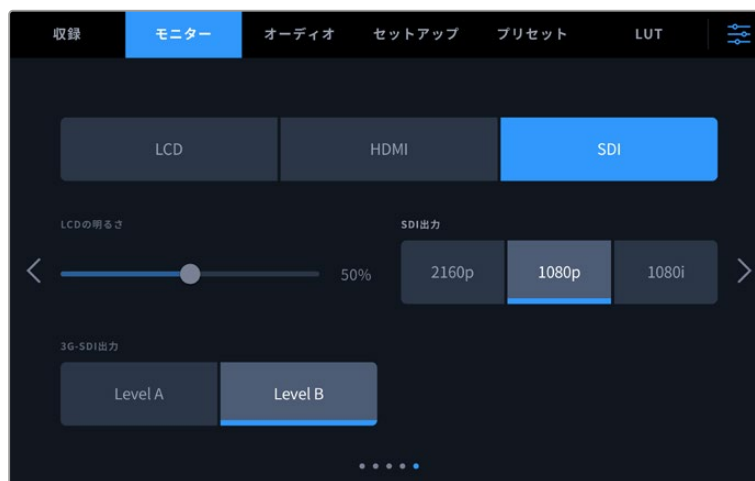 収録 モニター オーディオ セットアップ プリセット LUT
LCD HDMI SDI
LCDの明るさ SDI出力
50% 2160p 1080p 1080i
3G-SDI出力
Level A Level B